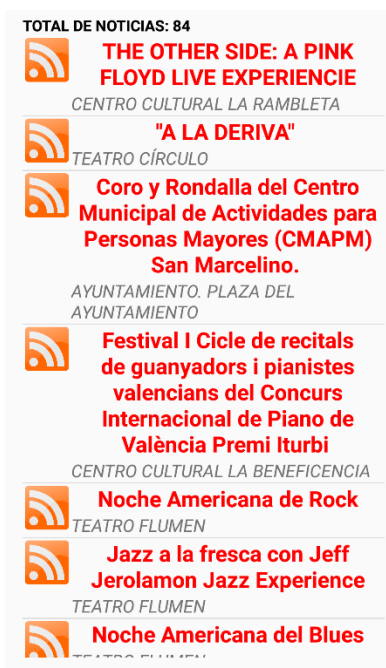 TOTAL DE NOTICIAS: 84
THE OTHER SIDE: A PINK
FLOYD LIVE EXPERIENCIE
CENTRO CULTURAL LA RAMBLETA
"A LA DERIVA"
TEATRO CÍRCULO
Coro y Rondalla del Centro
Municipal de Actividades para
Personas Mayores (CMAPM)
San Marcelino.
AYUNTAMIENTO. PLAZA DEL
AYUNTAMIENTO
Festival I Cicle de recitals
de guanyadors i pianistes
valencians del Concurs
Internacional de Piano de
València Premi Iturbi
CENTRO CULTURAL LA BENEFICENCIA
Noche Americana de Rock
TEATRO FLUMEN
Jazz a la fresca con Jeff
Jerolamon Jazz Experience
TEATRO FLUMEN
Noche Americana del Blues
TEATRO FLUMEN